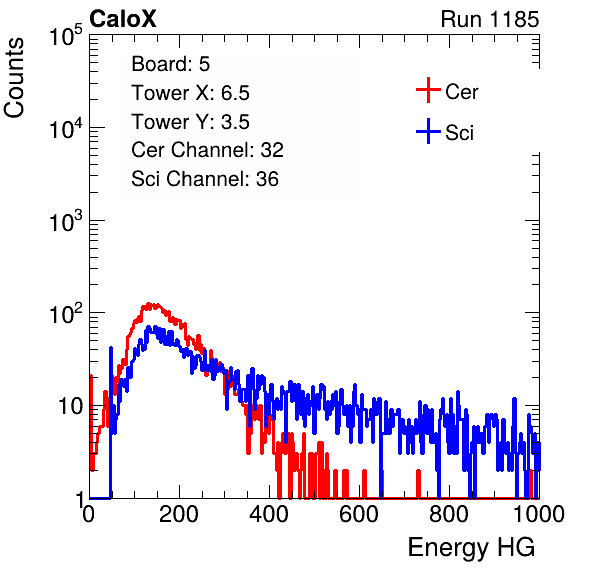 CaloX Run 1185
Counts
10^5
10^4
10^3
10^2
10
1
Board: 5
Tower X: 6.5
Tower Y: 3.5
Cer Channel: 32
Sci Channel: 36
Cer
Sci
0 200 400 600 800 1000
Energy HG